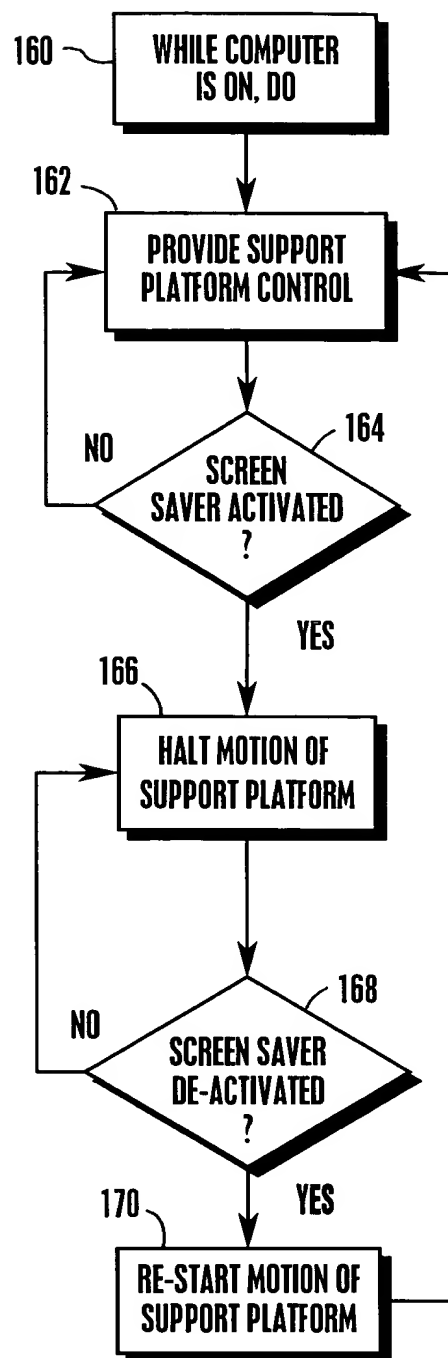 160
WHILE COMPUTER
IS ON, DO
162
PROVIDE SUPPORT
PLATFORM CONTROL
164
NO
SCREEN
SAVER ACTIVATED
?
YES
166
HALT MOTION OF
SUPPORT PLATFORM
168
NO
SCREEN SAVER
DE-ACTIVATED
?
YES
170
RE-START MOTION OF
SUPPORT PLATFORM